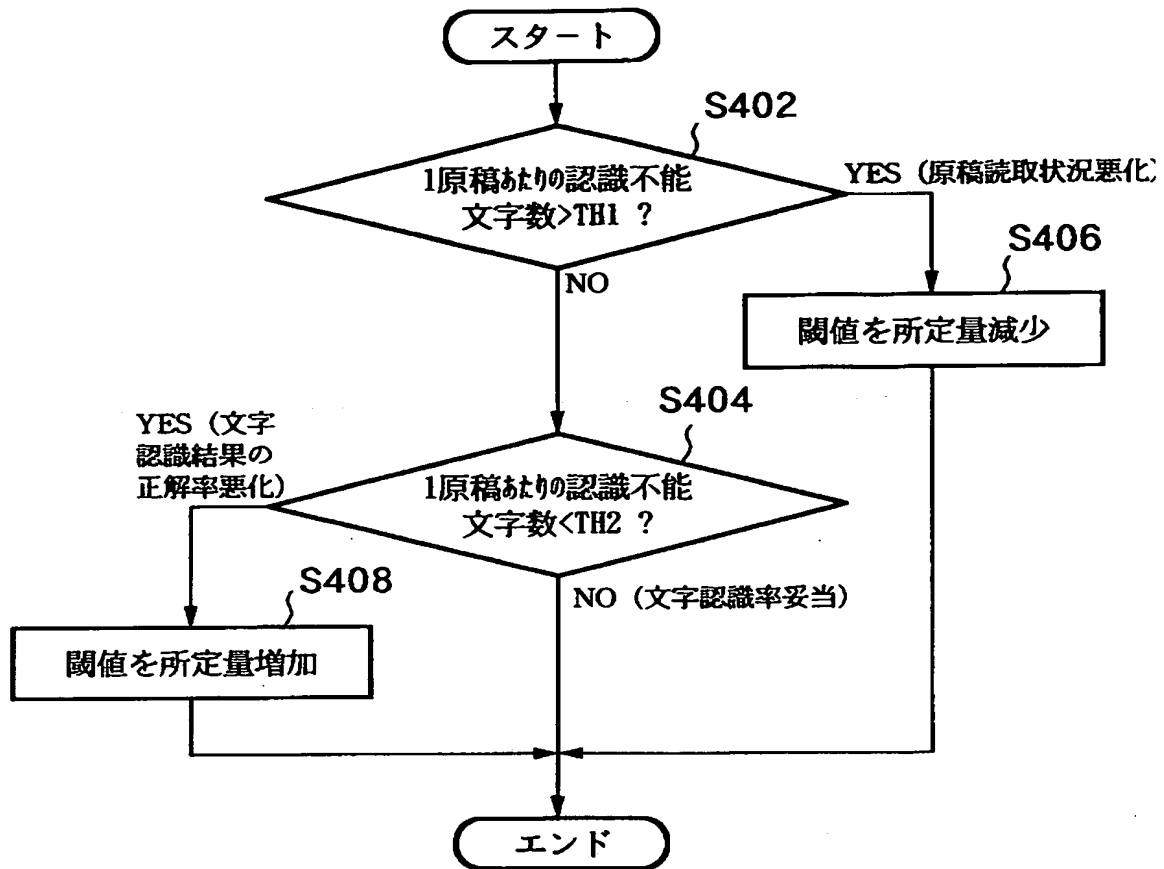 スタート
S402
1原稿あたりの認識不能
文字数>TH1 ?
YES (原稿読取状況悪化)
NO
S406
閾値を所定量減少
S404
YES (文字
認識結果の
正解率悪化)
1原稿あたりの認識不能
文字数<TH2 ?
NO (文字認識率妥当)
S408
閾値を所定量増加
エンド